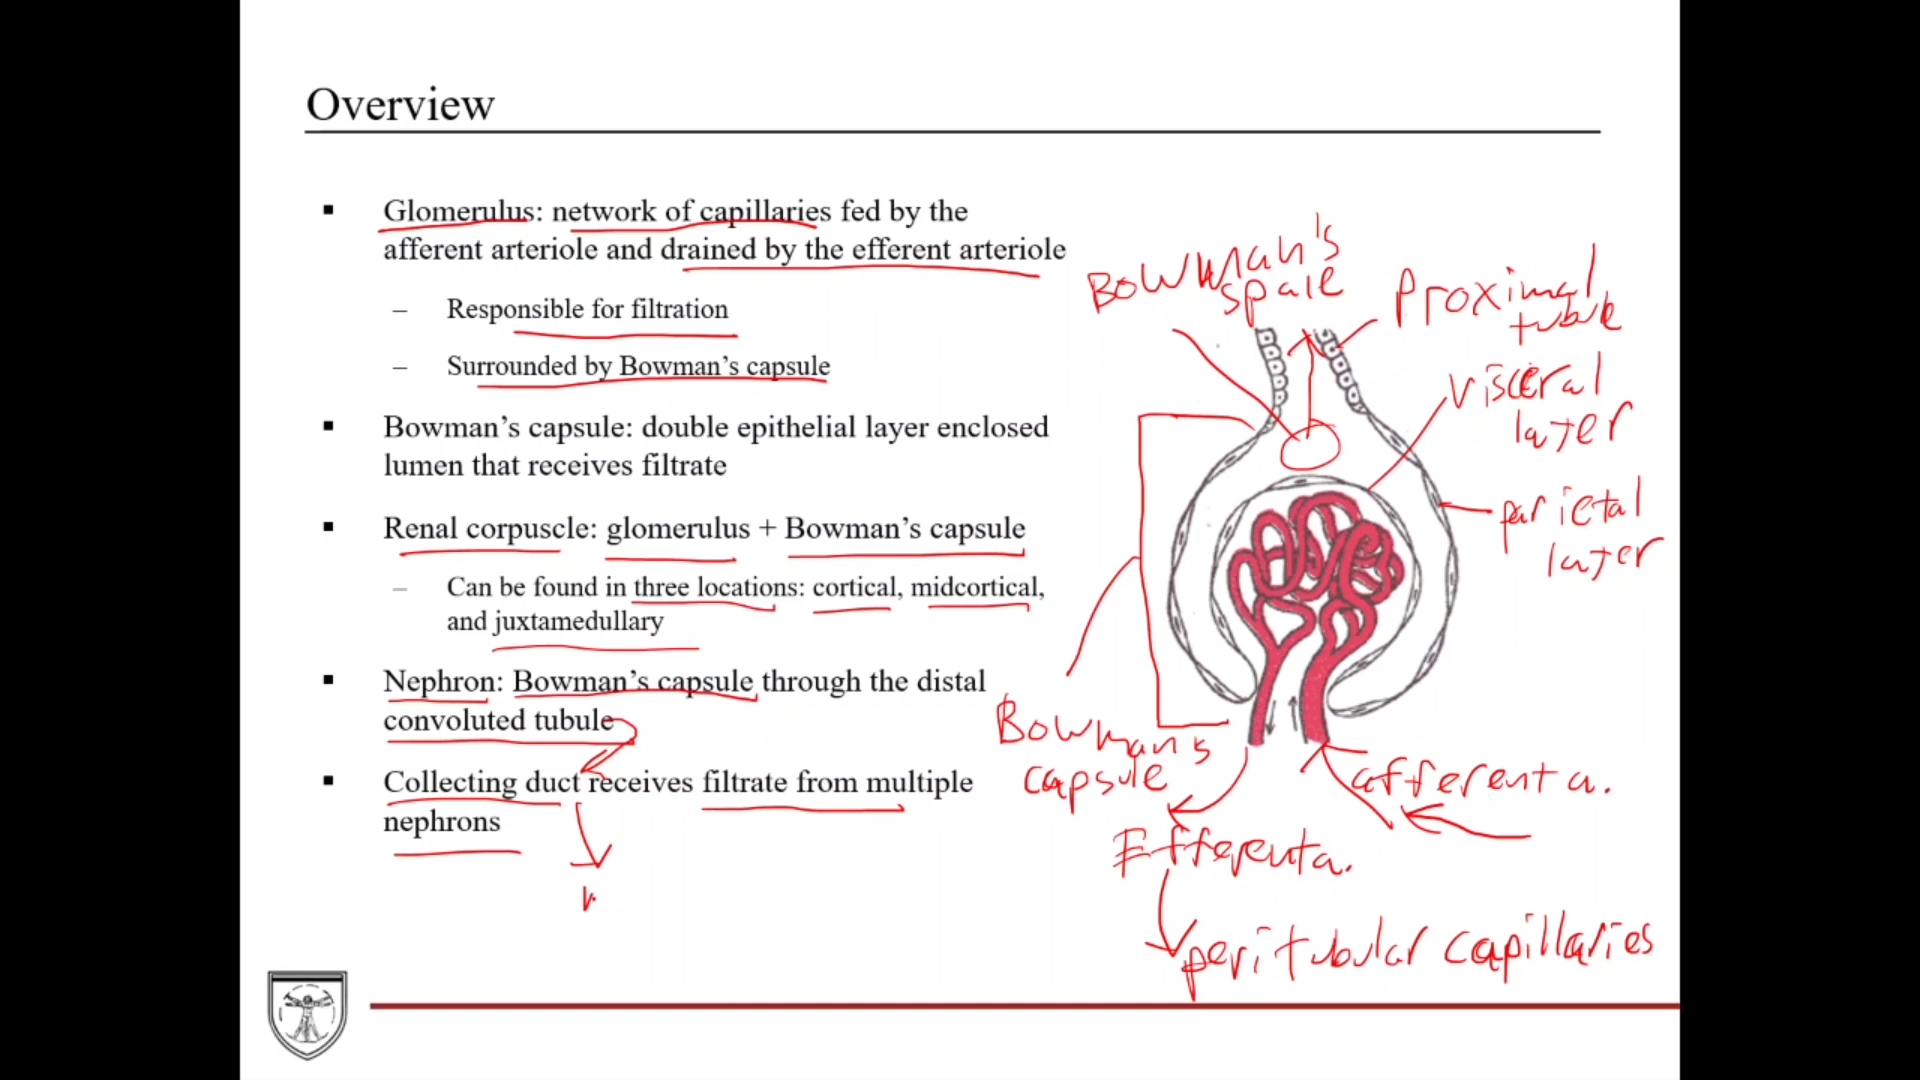 Overview
▪ Glomerulus: network of capillaries fed by the
afferent arteriole and drained by the efferent arteriole
– Responsible for filtration
– Surrounded by Bowman’s capsule
▪ Bowman’s capsule: double epithelial layer enclosed
lumen that receives filtrate
▪ Renal corpuscle: glomerulus + Bowman’s capsule
– Can be found in three locations: cortical, midcortical,
and juxtamedullary
▪ Nephron: Bowman’s capsule through the distal
convoluted tubule
▪ Collecting duct receives filtrate from multiple
nephrons
Bowman's
space
Proximal
tubule
visceral
layer
parietal
layer
Bowman's
capsule
afferent a.
Efferent a.
peritubular capillaries